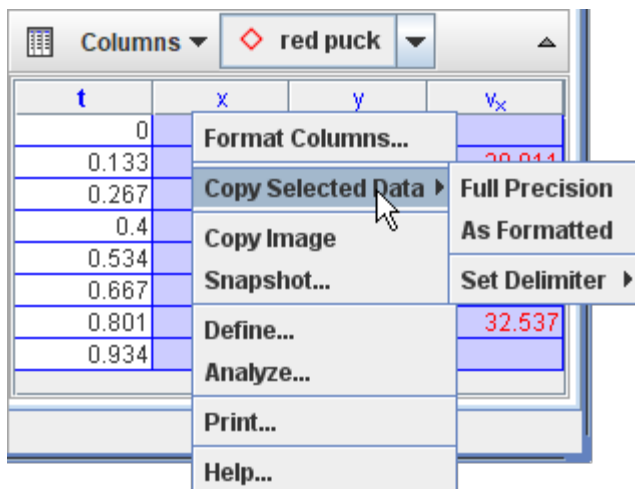 Columns red puck
t x y vx
0
0.133
0.267
0.4
0.534
0.667
0.801 32.537
0.934
Format Columns...
Copy Selected Data
Copy Image
Snapshot...
Define...
Analyze...
Print...
Help...
Full Precision
As Formatted
Set Delimiter